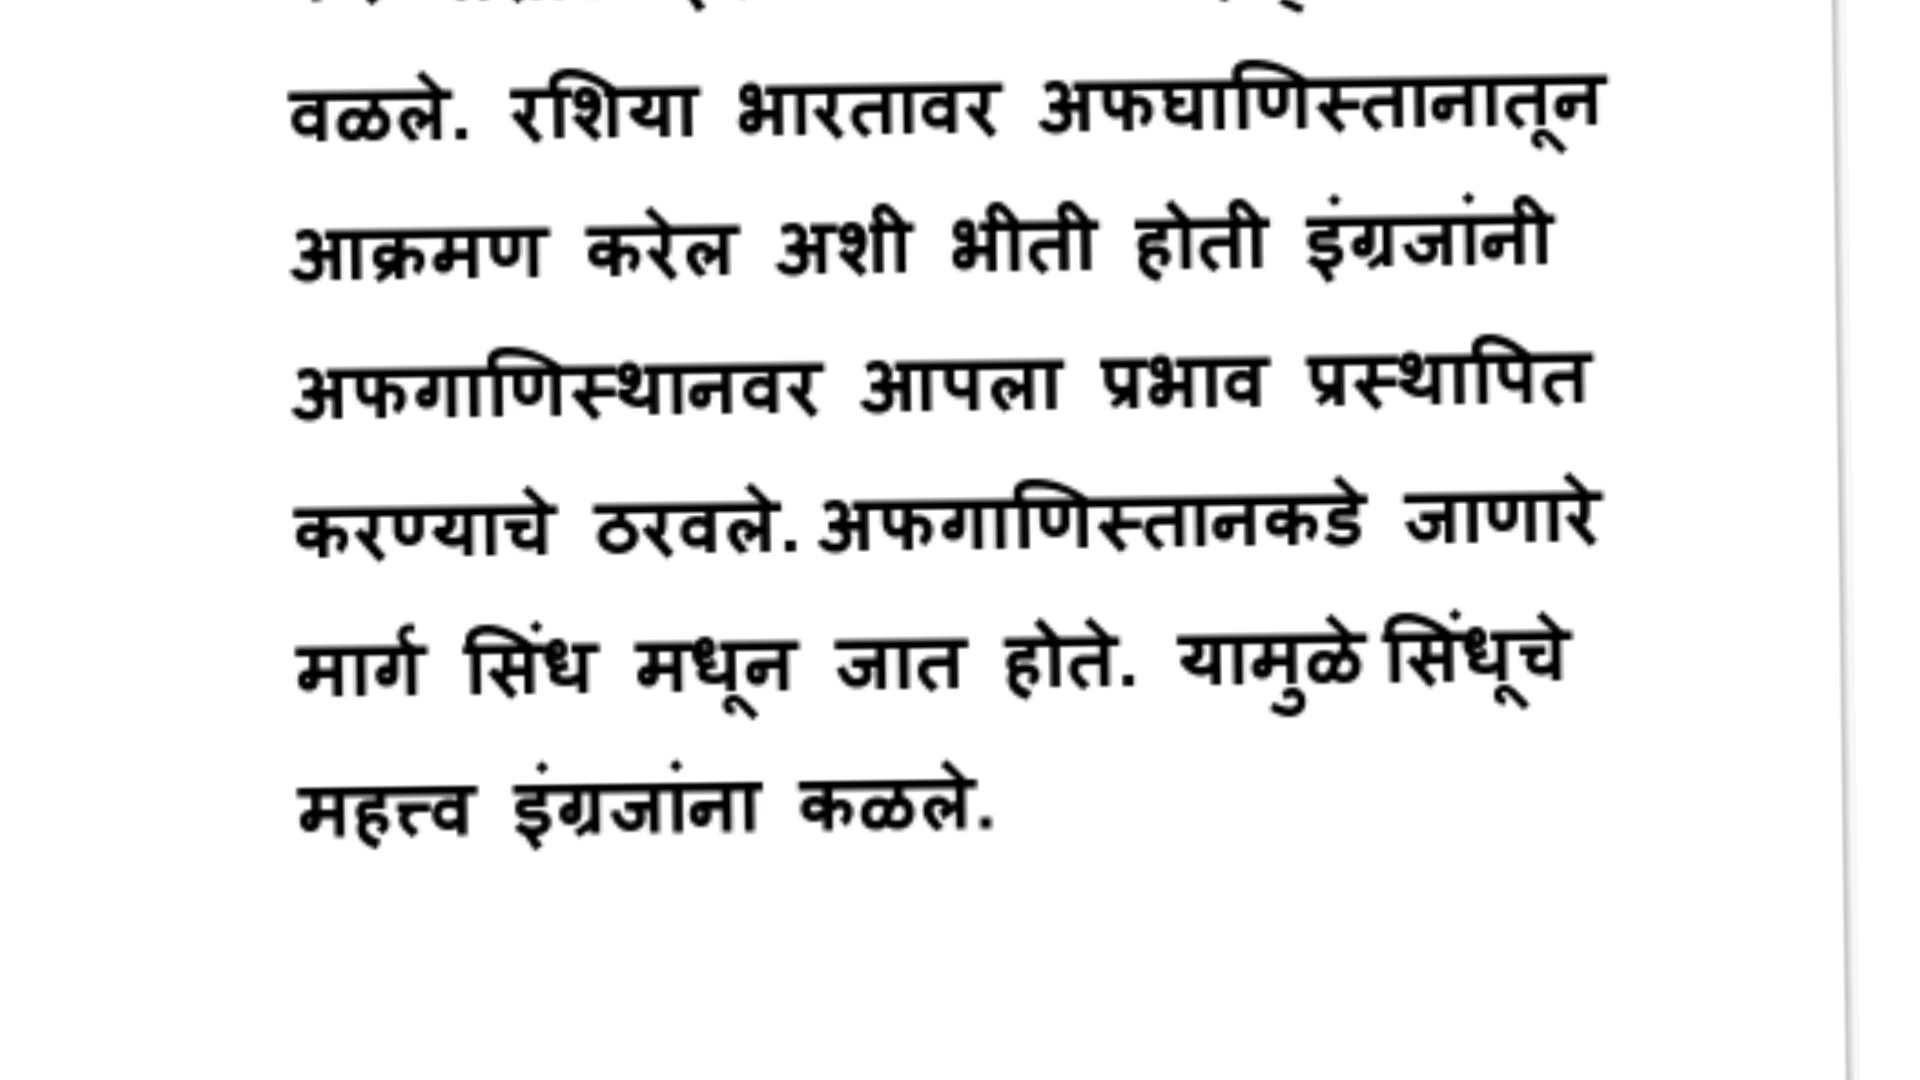 वळले. रशिया भारतावर अफघाणिस्तानातून
आक्रमण करेल अशी भीती होती इंग्रजांनी
अफगाणिस्थानवर आपला प्रभाव प्रस्थापित
करण्याचे ठरवले. अफगाणिस्तानकडे जाणारे
मार्ग सिंध मधून जात होते. यामुळे सिंधूचे
महत्त्व इंग्रजांना कळले.